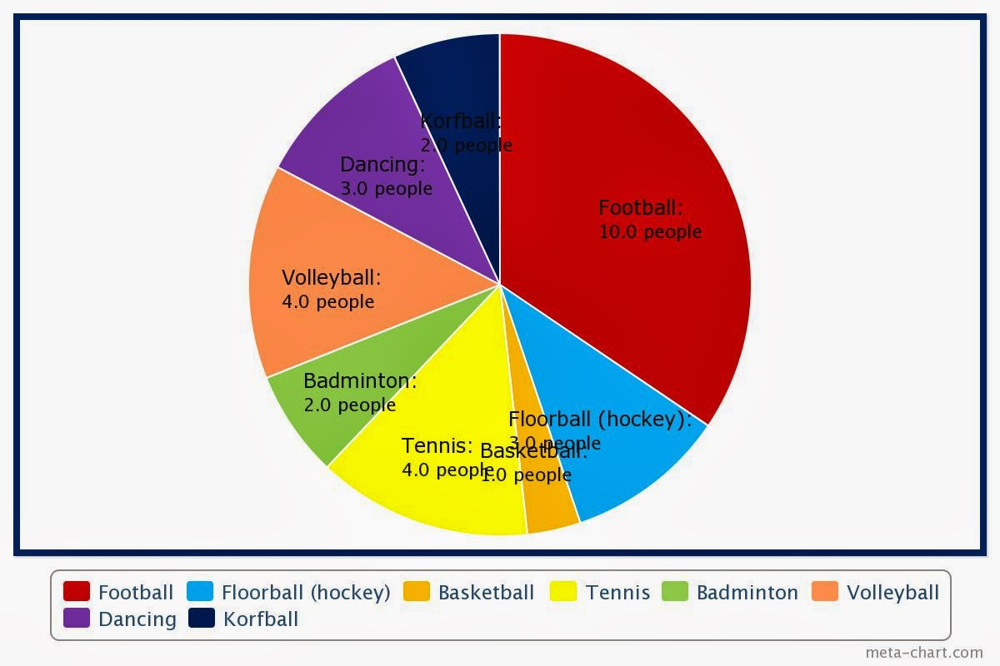 Korfball:
2.0 people
Dancing:
3.0 people
Football:
10.0 people
Volleyball:
4.0 people
Badminton:
2.0 people
Floorball (hockey):
3.0 people
Tennis:
4.0 people
Basketball:
1.0 people
Football Floorball (hockey) Basketball Tennis Badminton Volleyball
Dancing Korfball
meta-chart.com